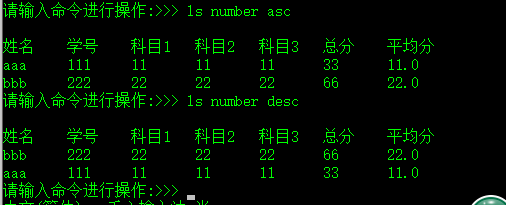 请输入命令进行操作:>>> ls number asc
姓名 学号 科目1 科目2 科目3 总分 平均分
aaa 111 11 11 11 33 11.0
bbb 222 22 22 22 66 22.0
请输入命令进行操作:>>> ls number desc
姓名 学号 科目1 科目2 科目3 总分 平均分
bbb 222 22 22 22 66 22.0
aaa 111 11 11 11 33 11.0
请输入命令进行操作:>>>